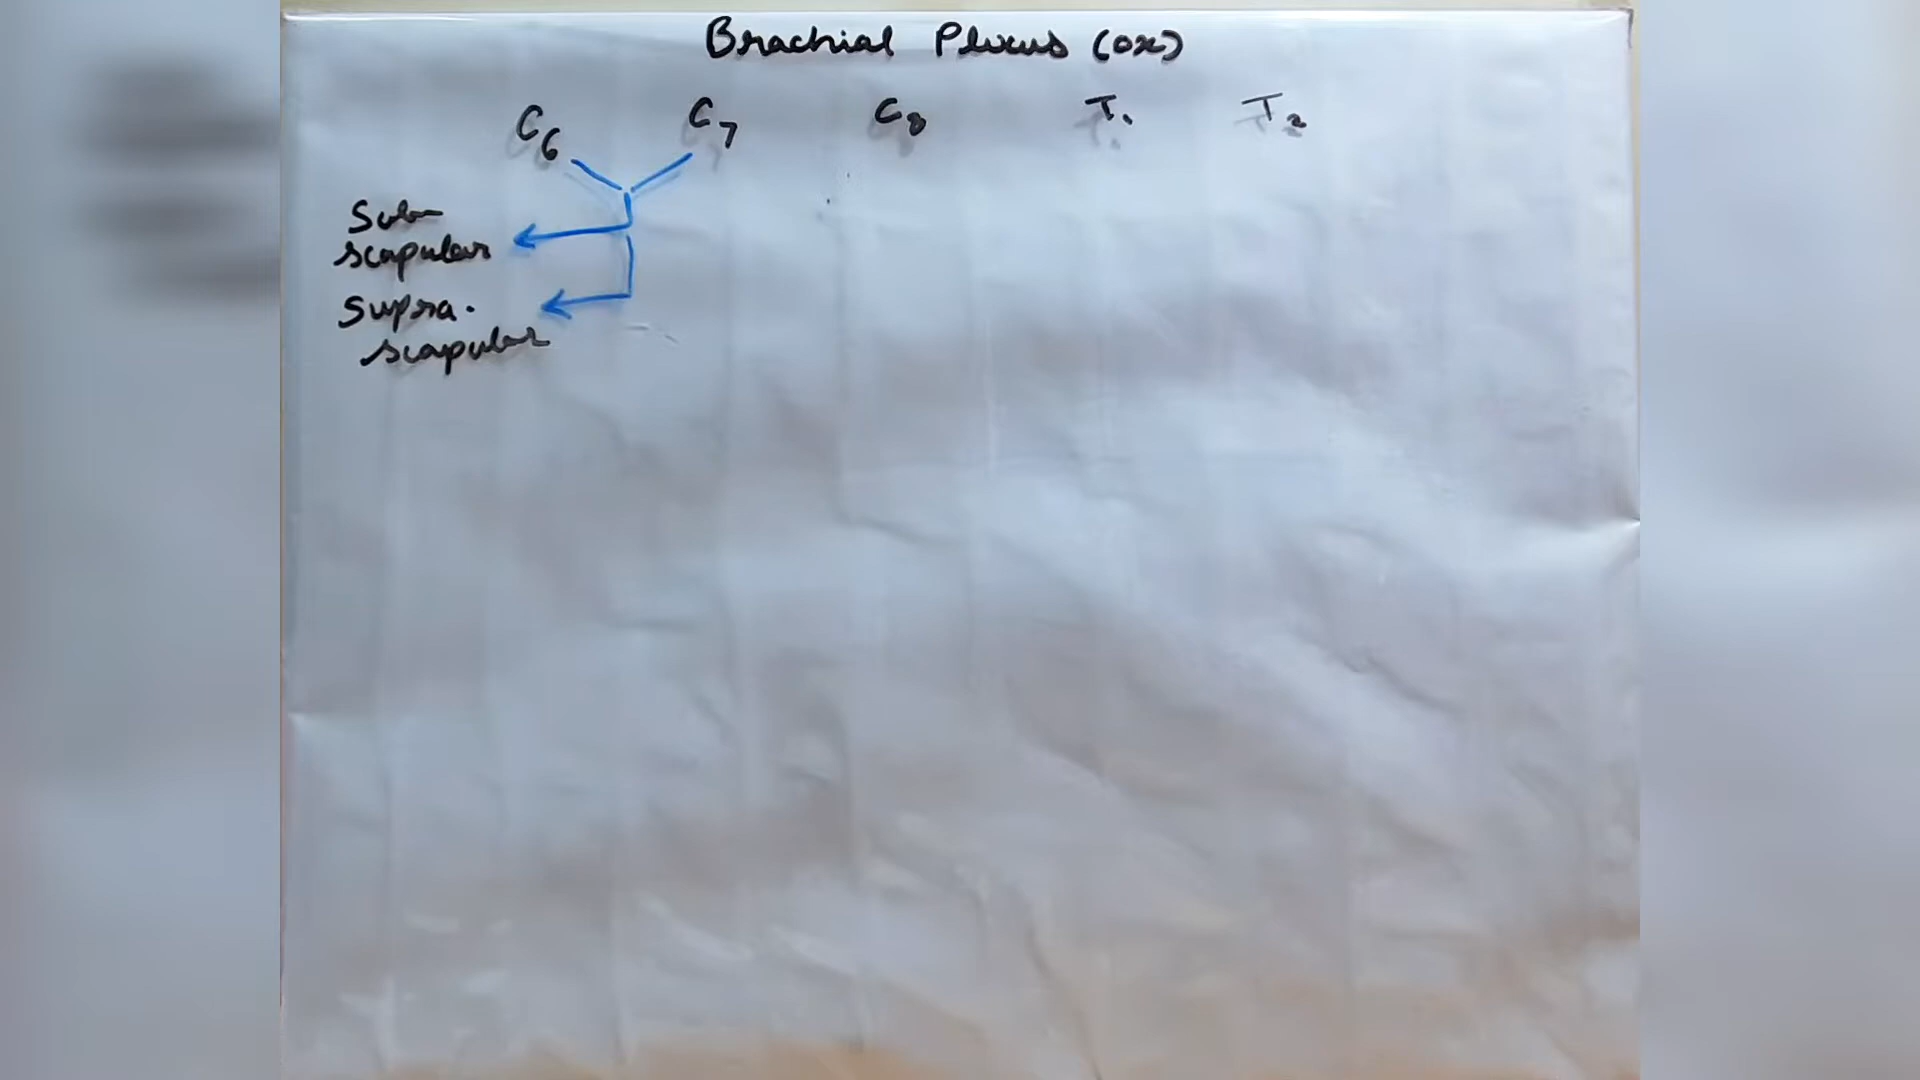 Brachial Plexus (ox)
C6 C7 C8 T1 T2
Sub-
scapular
Supra-
scapular